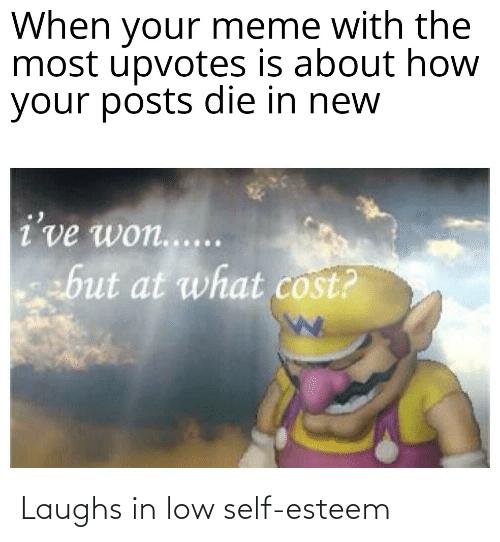 When your meme with the
most upvotes is about how
your posts die in new
i've won......
but at what cost?
W
Laughs in low self-esteem